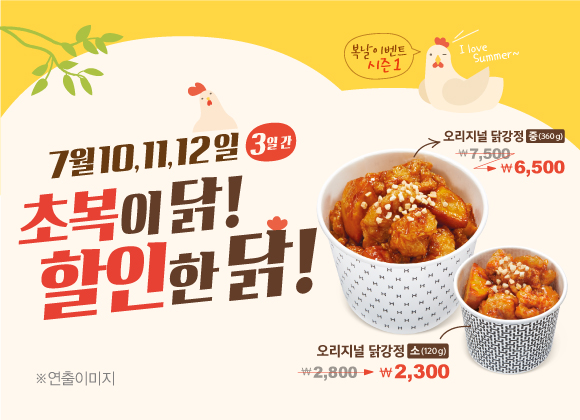 복날이벤트
시즌1
I love
Summer~
7월10,11,12일 3일간
초복이닭!
할인한닭!
오리지널 닭강정 중(360g)
₩7,500
₩6,500
오리지널 닭강정 소(120g)
₩2,800 ₩2,300
※연출이미지